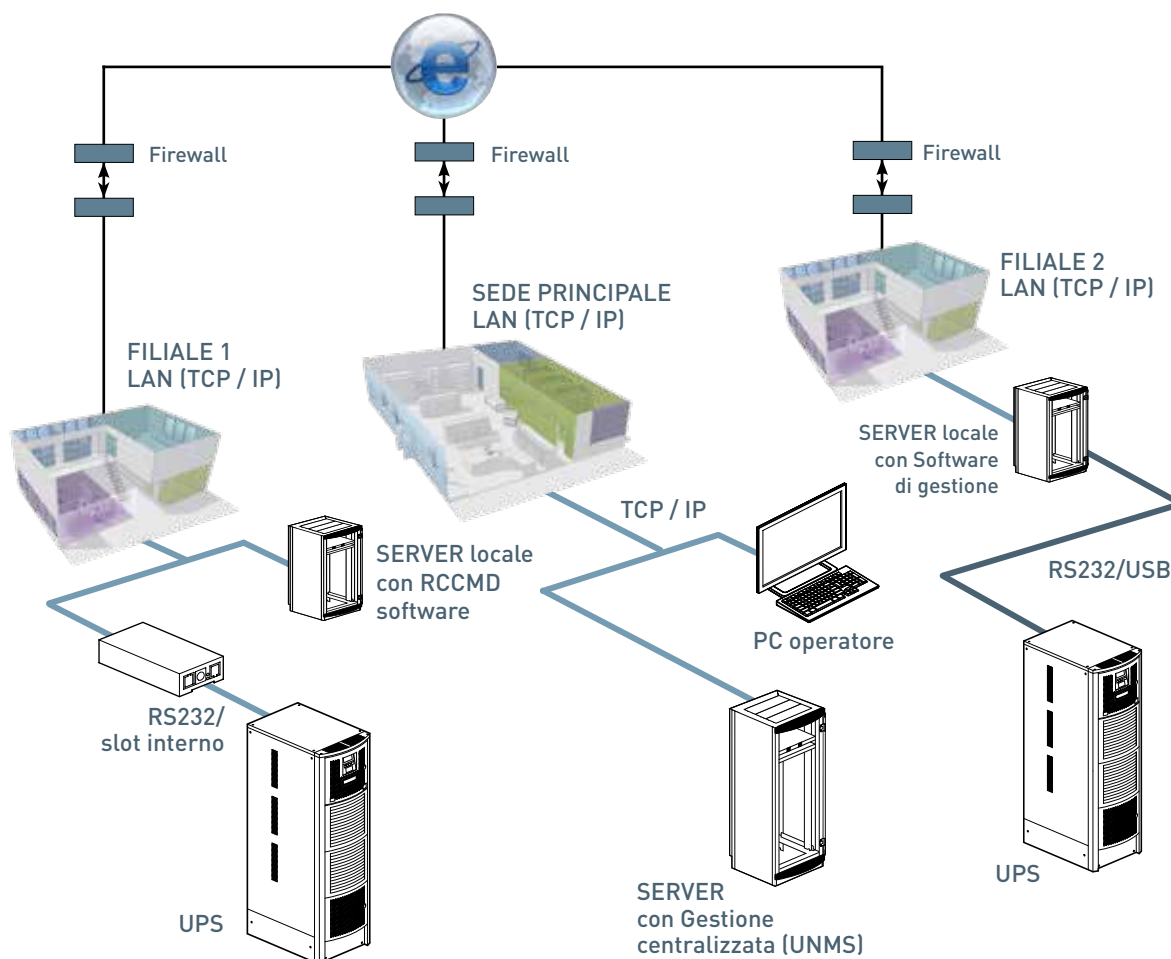 Firewall
Firewall
Firewall
FILIALE 2
LAN (TCP / IP)
SEDE PRINCIPALE
LAN (TCP / IP)
FILIALE 1
LAN (TCP / IP)
SERVER locale
con Software
di gestione
TCP / IP
SERVER locale
con RCCMD
software
RS232/USB
PC operatore
RS232/
slot interno
UPS
SERVER
con Gestione
centralizzata (UNMS)
UPS